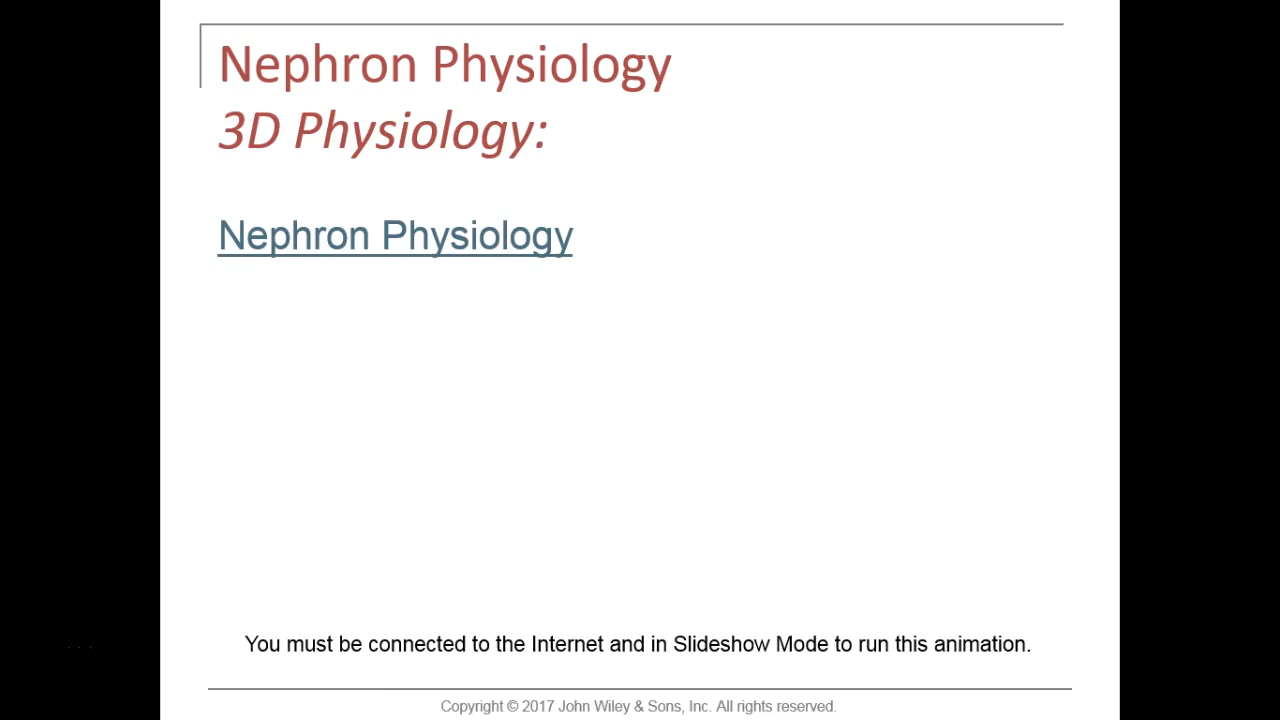 Nephron Physiology
3D Physiology:
Nephron Physiology
You must be connected to the Internet and in Slideshow Mode to run this animation.
Copyright © 2017 John Wiley & Sons, Inc. All rights reserved.